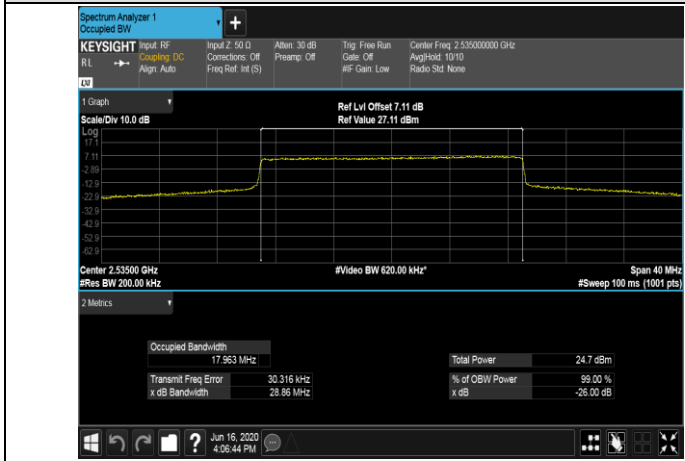 Spectrum Analyzer 1
Occupied BW
+
KEYSIGHT Input: RF Input Z: 50 Ω Atten: 30 dB Trig: Free Run Center Freq: 2.535000000 GHz
RL Coupling: DC Corrections: Off Preamp: Off Gate: Off Avg|Hold: 10/10
Align: Auto Freq Ref: Int (S) #IF Gain: Low Radio Std: None
LXI
1 Graph
Ref Lvl Offset 7.11 dB
Scale/Div 10.0 dB Ref Value 27.11 dBm
Log
17.1
7.11
-2.89
-12.9
-22.9
-32.9
-42.9
-52.9
-62.9
Center 2.53500 GHz #Video BW 620.00 kHz* Span 40 MHz
#Res BW 200.00 kHz #Sweep 100 ms (1001 pts)
2 Metrics
Occupied Bandwidth
17.963 MHz Total Power 24.7 dBm
Transmit Freq Error 30.316 kHz % of OBW Power 99.00 %
x dB Bandwidth 28.86 MHz x dB -26.00 dB
? Jun 16, 2020
4:06:44 PM